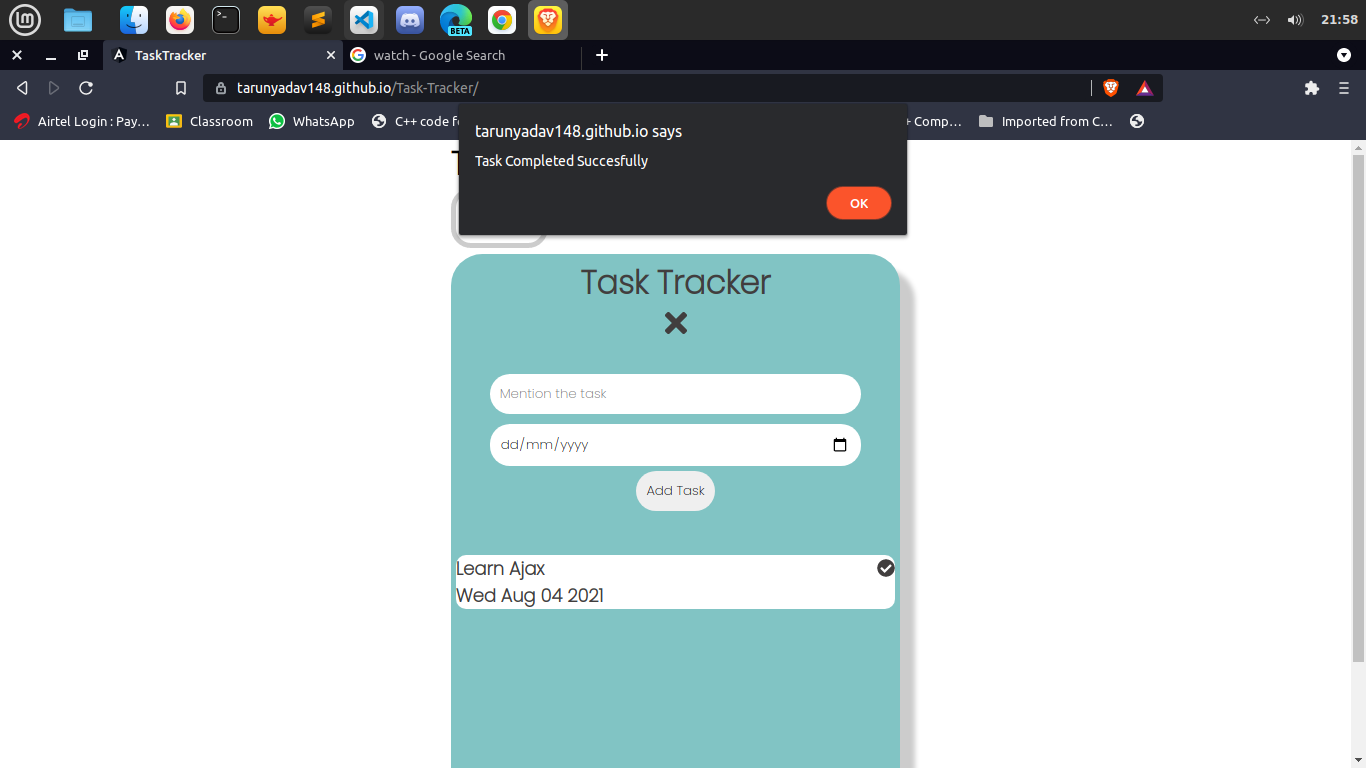 21:58
BETA
TaskTracker
watch - Google Search
tarunyadav148.github.io/Task-Tracker/
Airtel Login : Pay…
Classroom
WhatsApp
C++ code
Comp…
Imported from C…
tarunyadav148.github.io says
Task Completed Succesfully
OK
Task Tracker
Mention the task
dd/mm/yyyy
Add Task
Learn Ajax
Wed Aug 04 2021